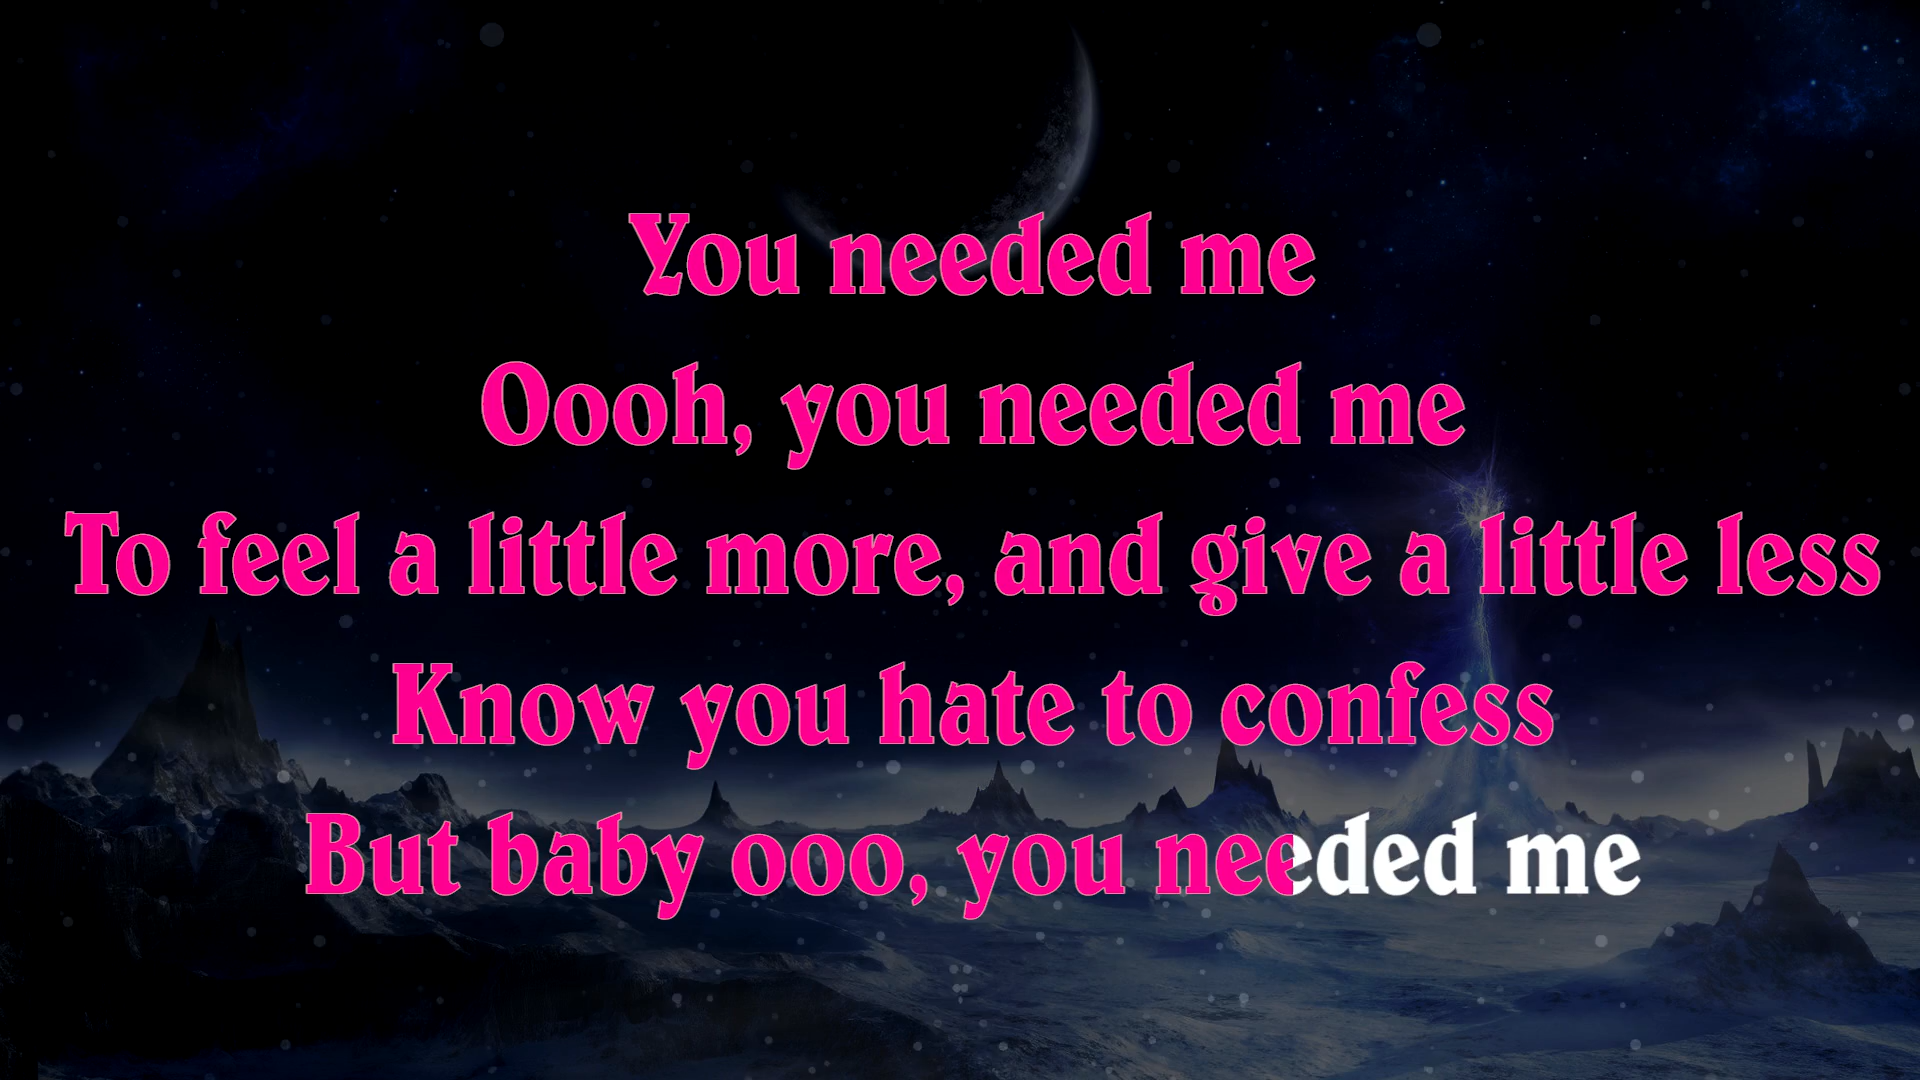 You needed me
Oooh, you needed me
To feel a little more, and give a little less
Know you hate to confess
But baby ooo, you needed me